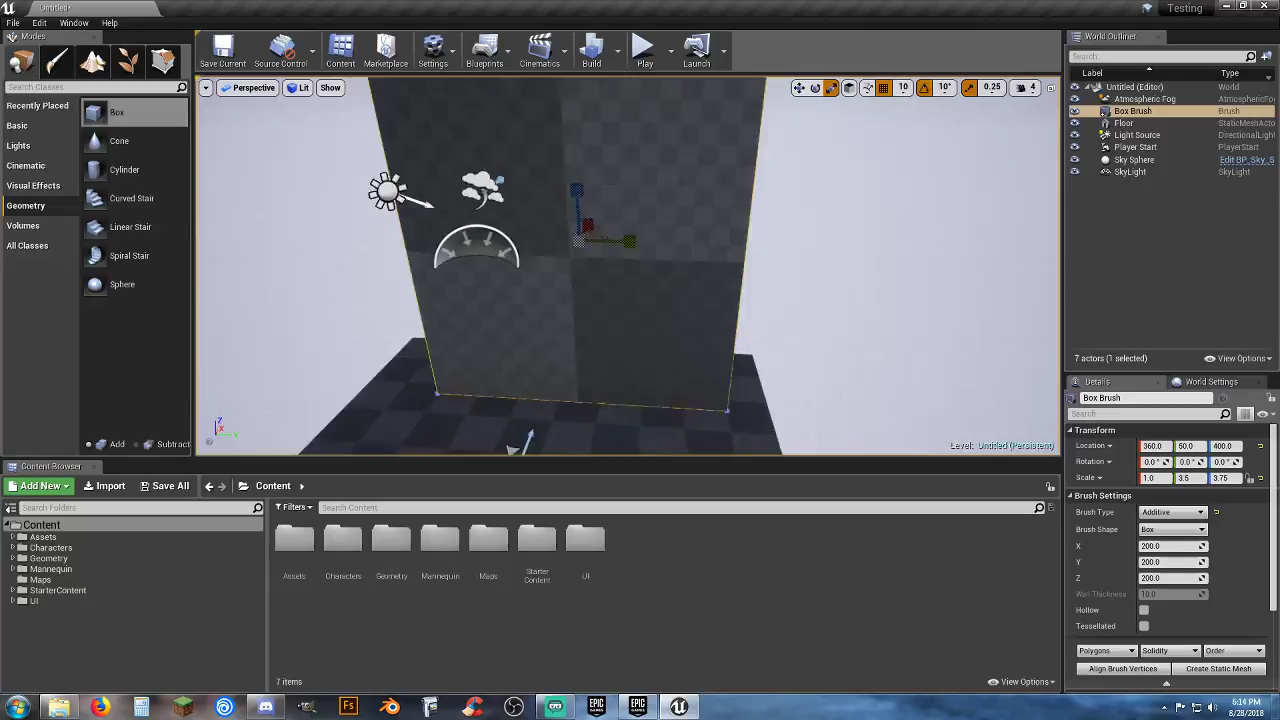 Untitled*
Testing
File Edit Window Help
Modes
Search Classes
Recently Placed
Basic
Lights
Cinematic
Visual Effects
Geometry
Volumes
All Classes
Box
Cone
Cylinder
Curved Stair
Linear Stair
Spiral Stair
Sphere
Add Subtract
Save Current Source Control Content Marketplace Settings Blueprints Cinematics Build Play Launch
Perspective Lit Show
10 10° 0.25 4
Z
X Y
Level: Untitled (Persistent)
World Outliner
Search
Label Type
Untitled (Editor) World
Atmospheric Fog AtmosphericFo
Box Brush Brush
Floor StaticMeshActo
Light Source DirectionalLigh
Player Start PlayerStart
Sky Sphere Edit BP_Sky_S
SkyLight SkyLight
7 actors (1 selected) View Options
Details World Settings
Box Brush
Search
Transform
Location 360.0 50.0 400.0
Rotation 0.0° 0.0° 0.0°
Scale 1.0 3.5 3.75
Brush Settings
Brush Type Additive
Brush Shape Box
X 200.0
Y 200.0
Z 200.0
Wall Thickness 10.0
Hollow
Tessellated
Polygons Solidity Order
Align Brush Vertices Create Static Mesh
Content Browser
Add New Import Save All Content
Search Folders
Filters Search Content
Content
Assets
Characters
Geometry
Mannequin
Maps
StarterContent
UI
Assets Characters Geometry Mannequin Maps Starter Content UI
7 items View Options
Fs
EPIC GAMES
EPIC GAMES
6:14 PM
8/28/2018